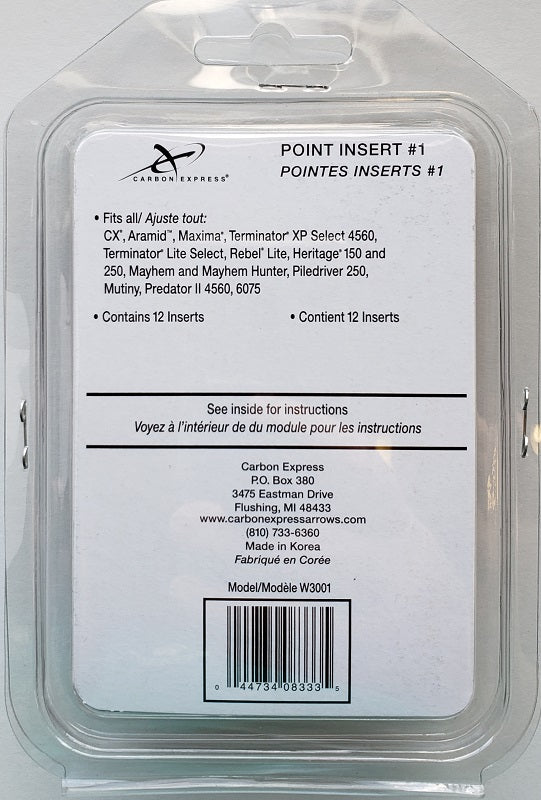 CARBON EXPRESS®
POINT INSERT #1
POINTES INSERTS #1
• Fits all/ Ajuste tout:
CX®, Aramid™, Maxima®, Terminator® XP Select 4560,
Terminator® Lite Select, Rebel® Lite, Heritage® 150 and
250, Mayhem and Mayhem Hunter, Piledriver 250,
Mutiny, Predator II 4560, 6075
• Contains 12 Inserts • Contient 12 Inserts
See inside for instructions
Voyez à l'intérieur de du module pour les instructions
Carbon Express
P.O. Box 380
3475 Eastman Drive
Flushing, MI 48433
www.carbonexpressarrows.com
(810) 733-6360
Made in Korea
Fabriqué en Corée
Model/Modèle W3001
0 44734 08333 5